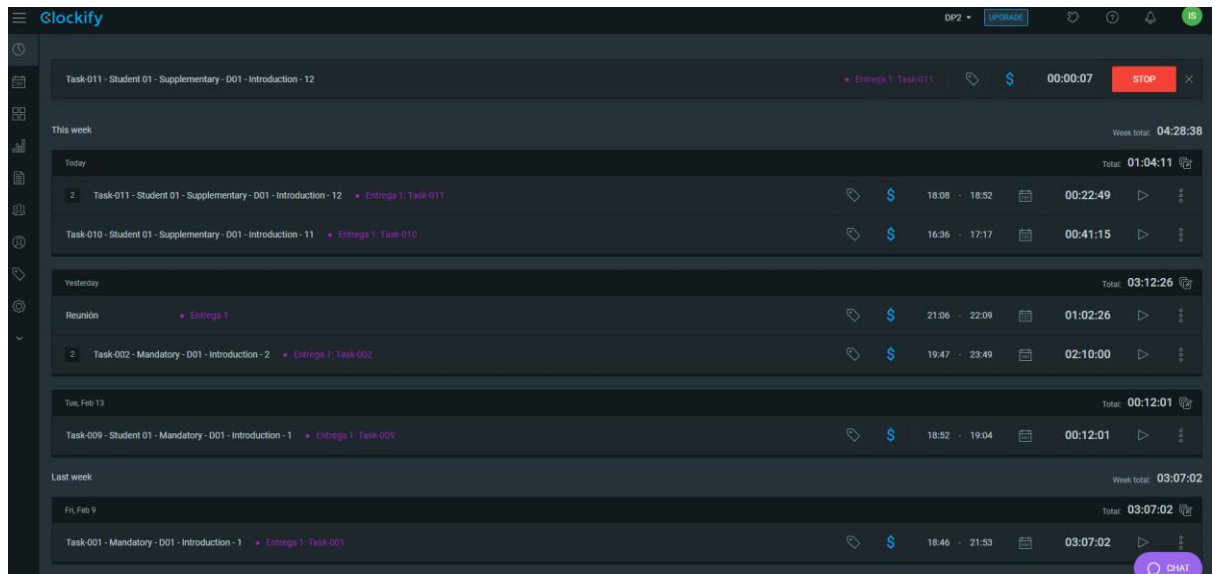 Clockify DP2 UPGRADE IS
Task-011 - Student 01 - Supplementary - D01 - Introduction - 12 • Entrega 1: Task-011 $ 00:00:07 STOP ×
This week Week total: 04:28:38
Today Total: 01:04:11
2 Task-011 - Student 01 - Supplementary - D01 - Introduction - 12 • Entrega 1: Task-011 $ 18:08 - 18:52 00:22:49
Task-010 - Student 01 - Supplementary - D01 - Introduction - 11 • Entrega 1: Task-010 $ 16:36 - 17:17 00:41:15
Yesterday Total: 03:12:26
Reunión • Entrega 1 $ 21:06 - 22:09 01:02:26
2 Task-002 - Mandatory - D01 - Introduction - 2 • Entrega 1: Task-002 $ 19:47 - 23:49 02:10:00
Tue, Feb 13 Total: 00:12:01
Task-009 - Student 01 - Mandatory - D01 - Introduction - 1 • Entrega 1: Task-009 $ 18:52 - 19:04 00:12:01
Last week Week total: 03:07:02
Fri, Feb 9 Total: 03:07:02
Task-001 - Mandatory - D01 - Introduction - 1 • Entrega 1: Task-001 $ 18:46 - 21:53 03:07:02
CHAT